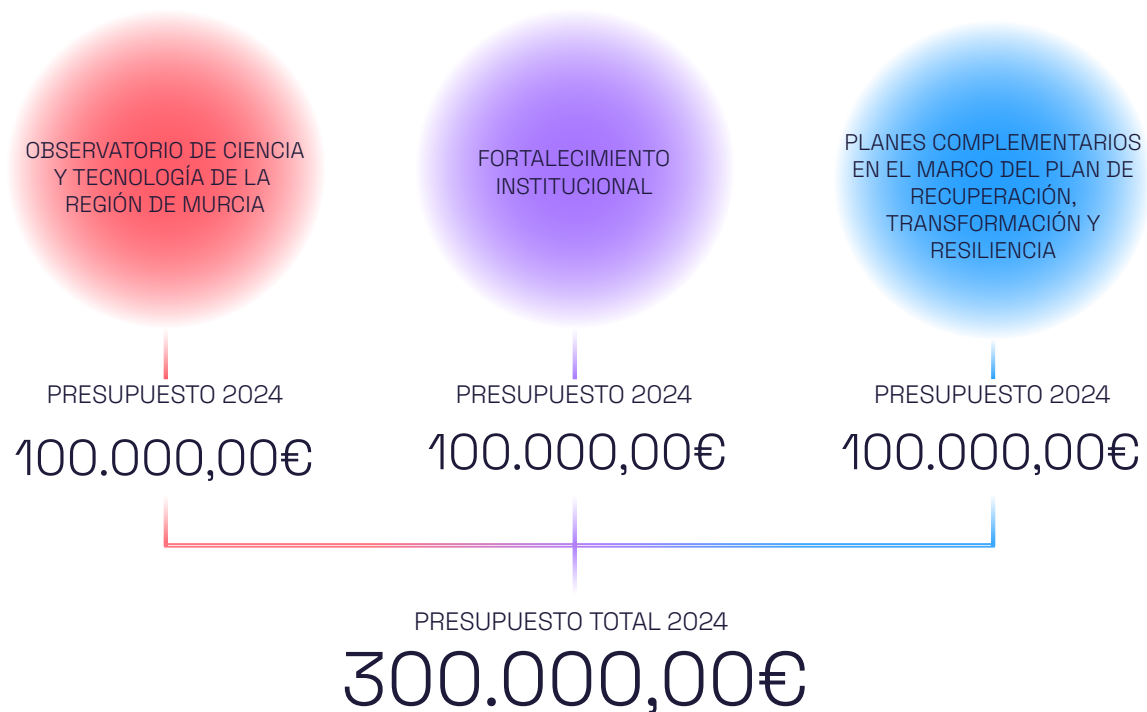 OBSERVATORIO DE CIENCIA
Y TECNOLOGÍA DE LA
REGIÓN DE MURCIA
FORTALECIMIENTO
INSTITUCIONAL
PLANES COMPLEMENTARIOS
EN EL MARCO DEL PLAN DE
RECUPERACIÓN,
TRANSFORMACIÓN Y
RESILIENCIA
PRESUPUESTO 2024
100.000,00€
PRESUPUESTO 2024
100.000,00€
PRESUPUESTO 2024
100.000,00€
PRESUPUESTO TOTAL 2024
300.000,00€